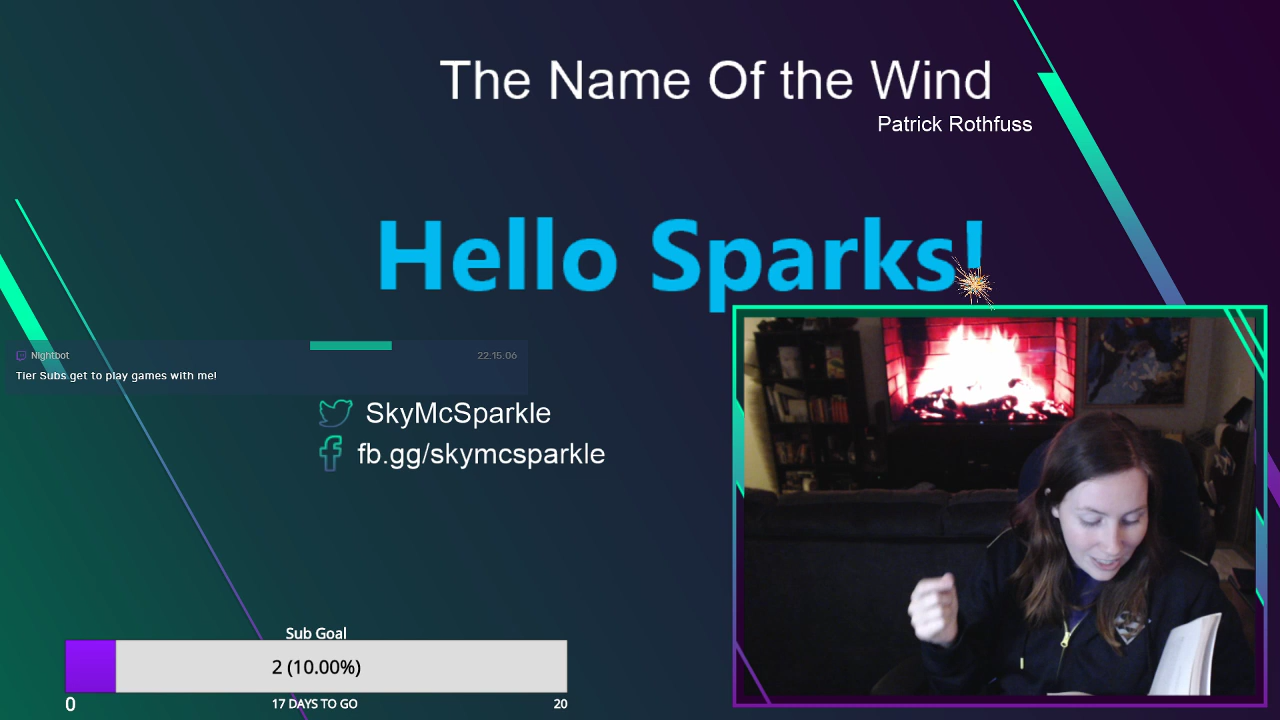 The Name Of the Wind
Patrick Rothfuss
Hello Sparks!
Nightbot
22:15:06
Tier Subs get to play games with me!
SkyMcSparkle
fb.gg/skymcsparkle
Sub Goal
2 (10.00%)
0
17 DAYS TO GO
20